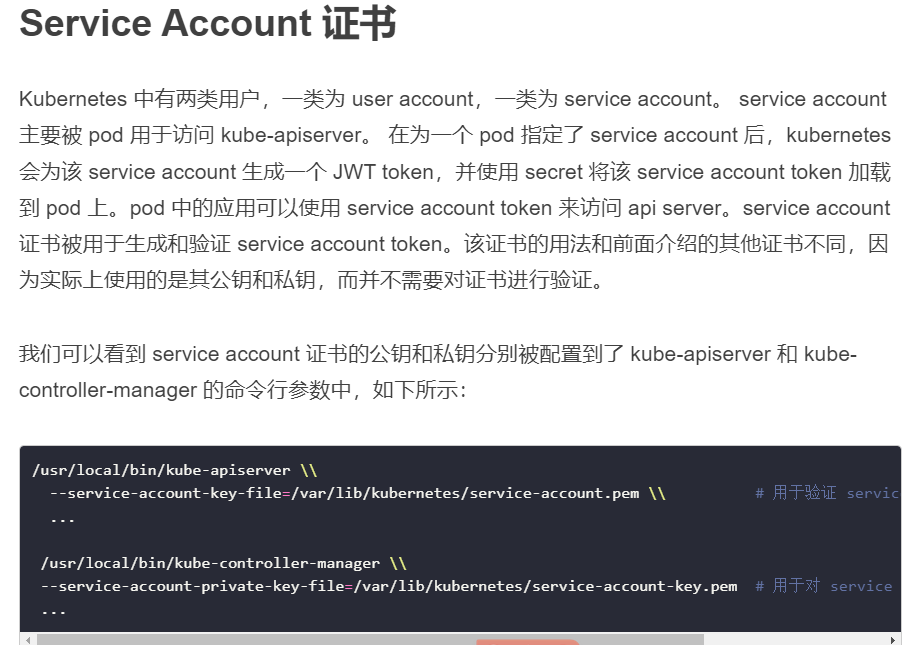 Service Account 证书
Kubernetes 中有两类用户，一类为 user account，一类为 service account。 service account
主要被 pod 用于访问 kube-apiserver。 在为一个 pod 指定了 service account 后，kubernetes
会为该 service account 生成一个 JWT token，并使用 secret 将该 service account token 加载
到 pod 上。pod 中的应用可以使用 service account token 来访问 api server。service account
证书被用于生成和验证 service account token。该证书的用法和前面介绍的其他证书不同，因
为实际上使用的是其公钥和私钥，而并不需要对证书进行验证。
我们可以看到 service account 证书的公钥和私钥分别被配置到了 kube-apiserver 和 kube-
controller-manager 的命令行参数中，如下所示：
/usr/local/bin/kube-apiserver \\
--service-account-key-file=/var/lib/kubernetes/service-account.pem \\ # 用于验证 servic
...
/usr/local/bin/kube-controller-manager \\
--service-account-private-key-file=/var/lib/kubernetes/service-account-key.pem # 用于对 service
...